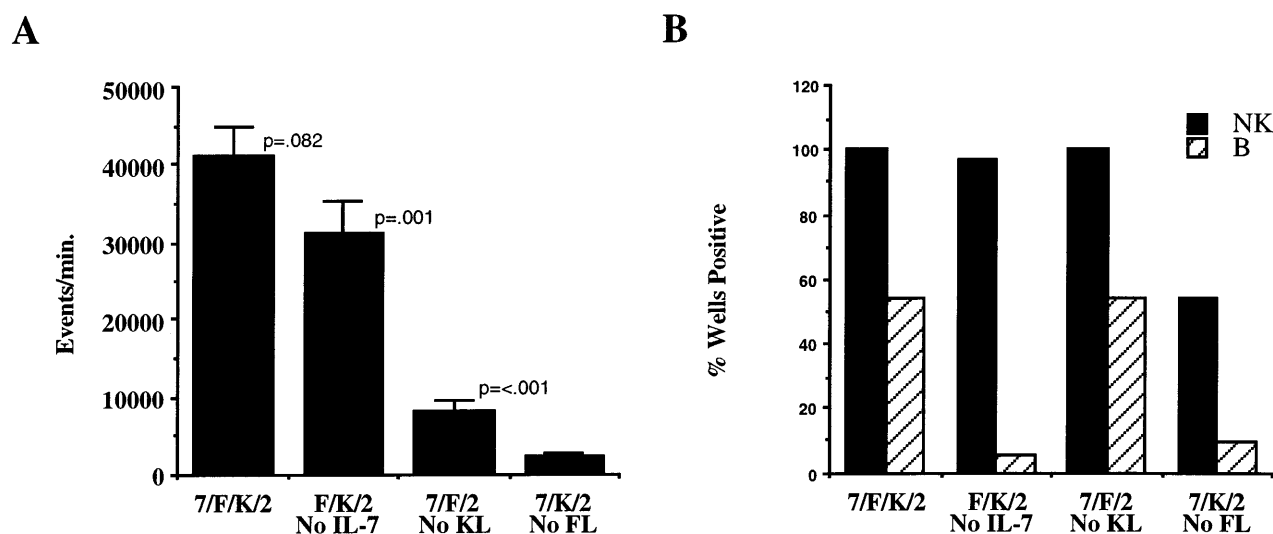 A
Events/min.
50000
40000
30000
20000
10000
0
p=.082
p=.001
p=<.001
7/F/K/2
F/K/2
No IL-7
7/F/2
No KL
7/K/2
No FL
B
% Wells Positive
120
100
80
60
40
20
0
NK
B
7/F/K/2
F/K/2
No IL-7
7/F/2
No KL
7/K/2
No FL